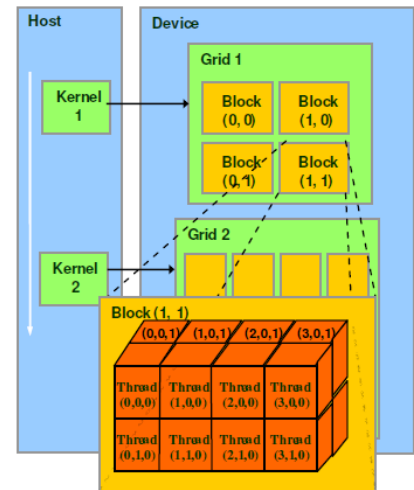 Host
Device
Grid 1
Kernel
1
Block
(0, 0)
Block
(1, 0)
Block
(0, 1)
Block
(1, 1)
Grid 2
Kernel
2
Block (1, 1)
(0,0,1) (1,0,1) (2,0,1) (3,0,1)
Thread
(0,0,0)
Thread
(1,0,0)
Thread
(2,0,0)
Thread
(3,0,0)
Thread
(0,1,0)
Thread
(1,1,0)
Thread
(2,1,0)
Thread
(3,1,0)